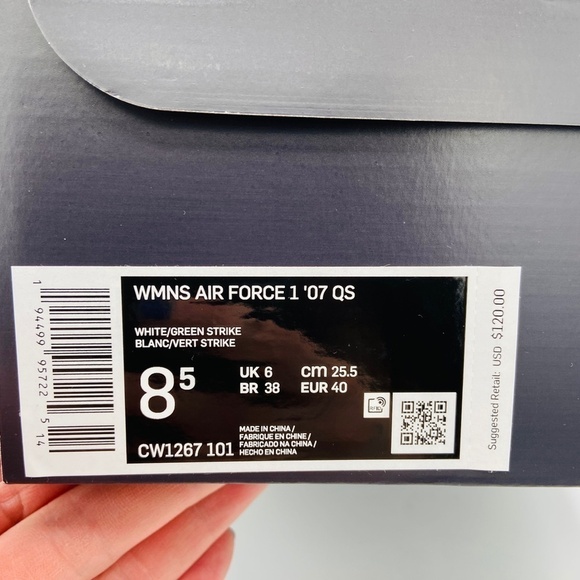 WMNS AIR FORCE 1 '07 QS
WHITE/GREEN STRIKE
BLANC/VERT STRIKE
8⁵
UK 6 cm 25.5
BR 38 EUR 40
CW1267 101
MADE IN CHINA /
FABRIQUE EN CHINE /
FABRICADO NA CHINA /
HECHO EN CHINA
1 94499 95722 5 14
Suggested Retail: USD $120.00